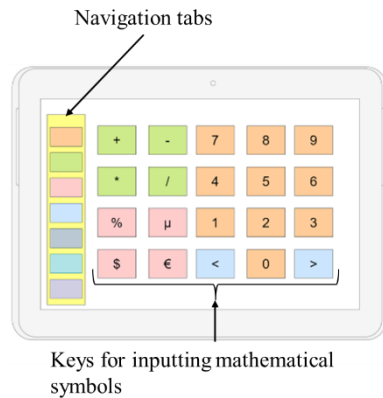 Navigation tabs
+ - 7 8 9
* / 4 5 6
% µ 1 2 3
$ € < 0 >
Keys for inputting mathematical
symbols